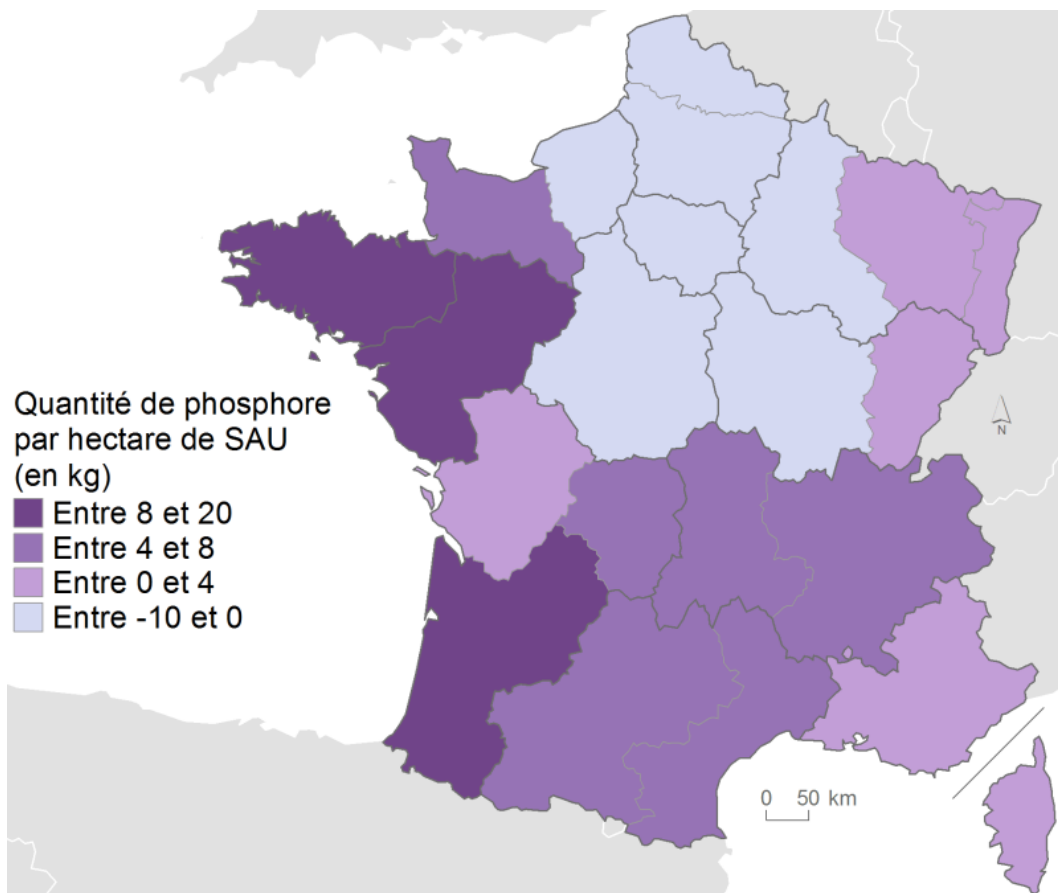 Quantité de phosphore
par hectare de SAU
(en kg)
Entre 8 et 20
Entre 4 et 8
Entre 0 et 4
Entre -10 et 0
N
0 50 km